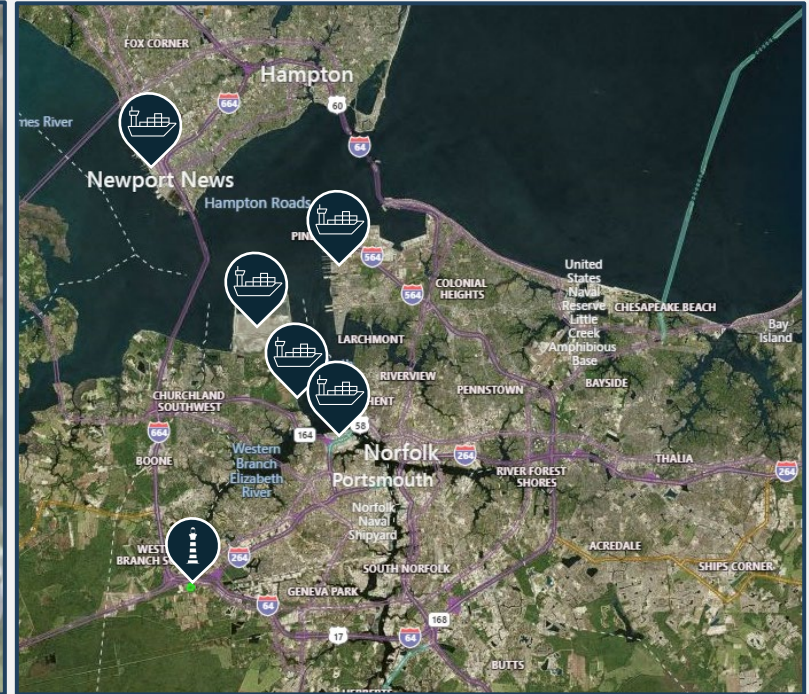 FOX CORNER
Hampton
664
60
mes River
64
Newport News
Hampton Roads
PIN
564
564
COLONIAL
HEIGHTS
United
States
Naval
Reserve
Little
Creek
Amphibious
Base
CHESAPEAKE BEACH
Bay
Island
LARCHMONT
RIVERVIEW
PENNSTOWN
BAYSIDE
CHURCHLAND
SOUTHWEST
HENT
58
664
164
BOONE
Western
Branch
Elizabeth
River
Norfolk
264
Portsmouth
RIVER FOREST
SHORES
THALIA
264
Norfolk
Naval
Shipyard
WEST
BRANCH S
264
ACREDALE
SOUTH NORFOLK
SHIPS CORNER
GENEVA PARK
64
168
17
64
BUTTS